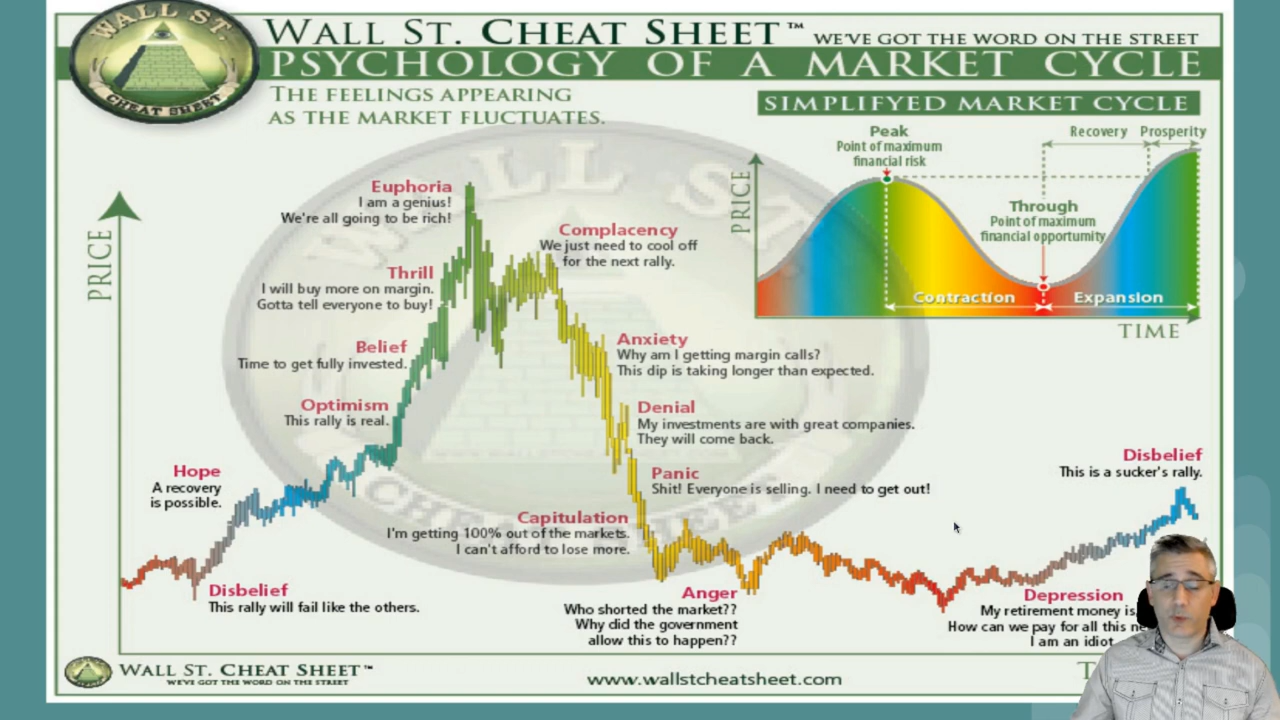 WALL ST.
CHEAT SHEET
WALL ST. CHEAT SHEET™ WE'VE GOT THE WORD ON THE STREET
PSYCHOLOGY OF A MARKET CYCLE
THE FEELINGS APPEARING
AS THE MARKET FLUCTUATES.
SIMPLIFYED MARKET CYCLE
Peak
Point of maximum
financial risk
Recovery Prosperity
PRICE
Through
Point of maximum
financial opportunity
Contraction
Expansion
TIME
WALL ST.
CHEAT SHEET
PRICE
Euphoria
I am a genius!
We're all going to be rich!
Complacency
We just need to cool off
for the next rally.
Thrill
I will buy more on margin.
Gotta tell everyone to buy!
Belief
Time to get fully invested.
Anxiety
Why am I getting margin calls?
This dip is taking longer than expected.
Optimism
This rally is real.
Denial
My investments are with great companies.
They will come back.
Hope
A recovery
is possible.
Panic
Shit! Everyone is selling. I need to get out!
Disbelief
This is a sucker's rally.
Capitulation
I'm getting 100% out of the markets.
I can't afford to lose more.
Disbelief
This rally will fail like the others.
Anger
Who shorted the market??
Why did the government
allow this to happen??
Depression
My retirement money is
How can we pay for all this
I am an idiot
WALL ST. CHEAT SHEET™
WE'VE GOT THE WORD ON THE STREET
www.wallstcheatsheet.com